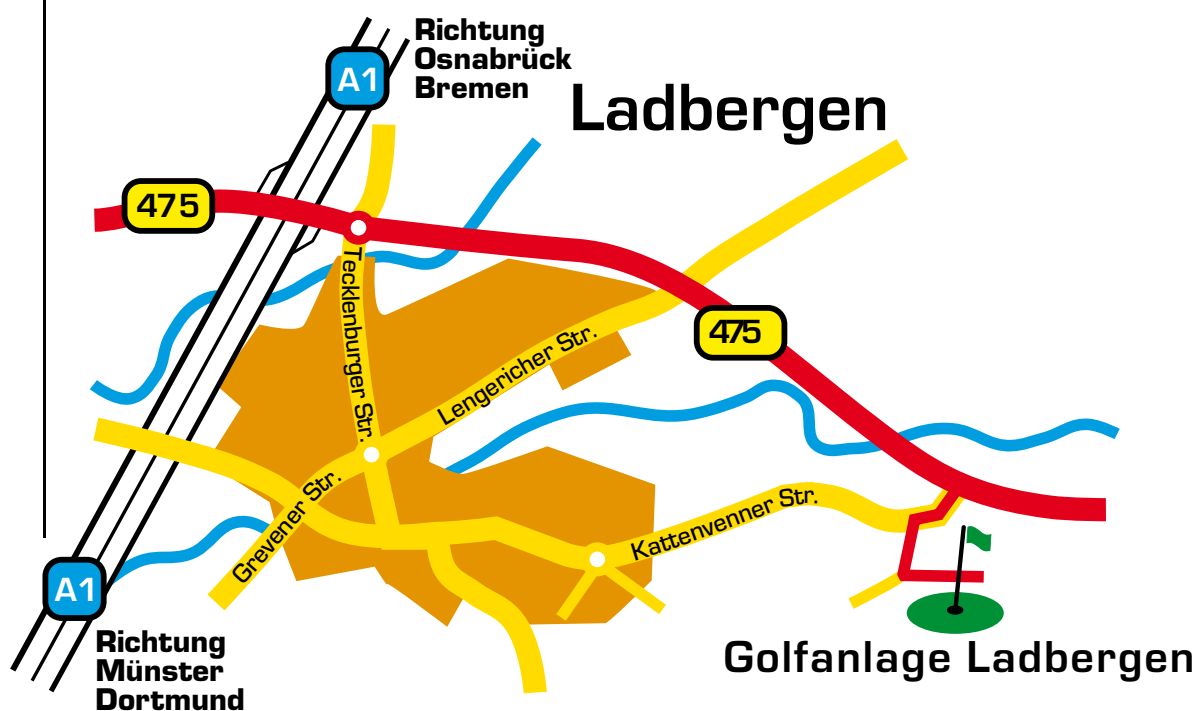 Richtung
Osnabrück
Bremen
A1
Ladbergen
475
Tecklenburger Str.
475
Lengericher Str.
Grevener Str.
Kattenvenner Str.
A1
Richtung
Münster
Dortmund
Golfanlage Ladbergen